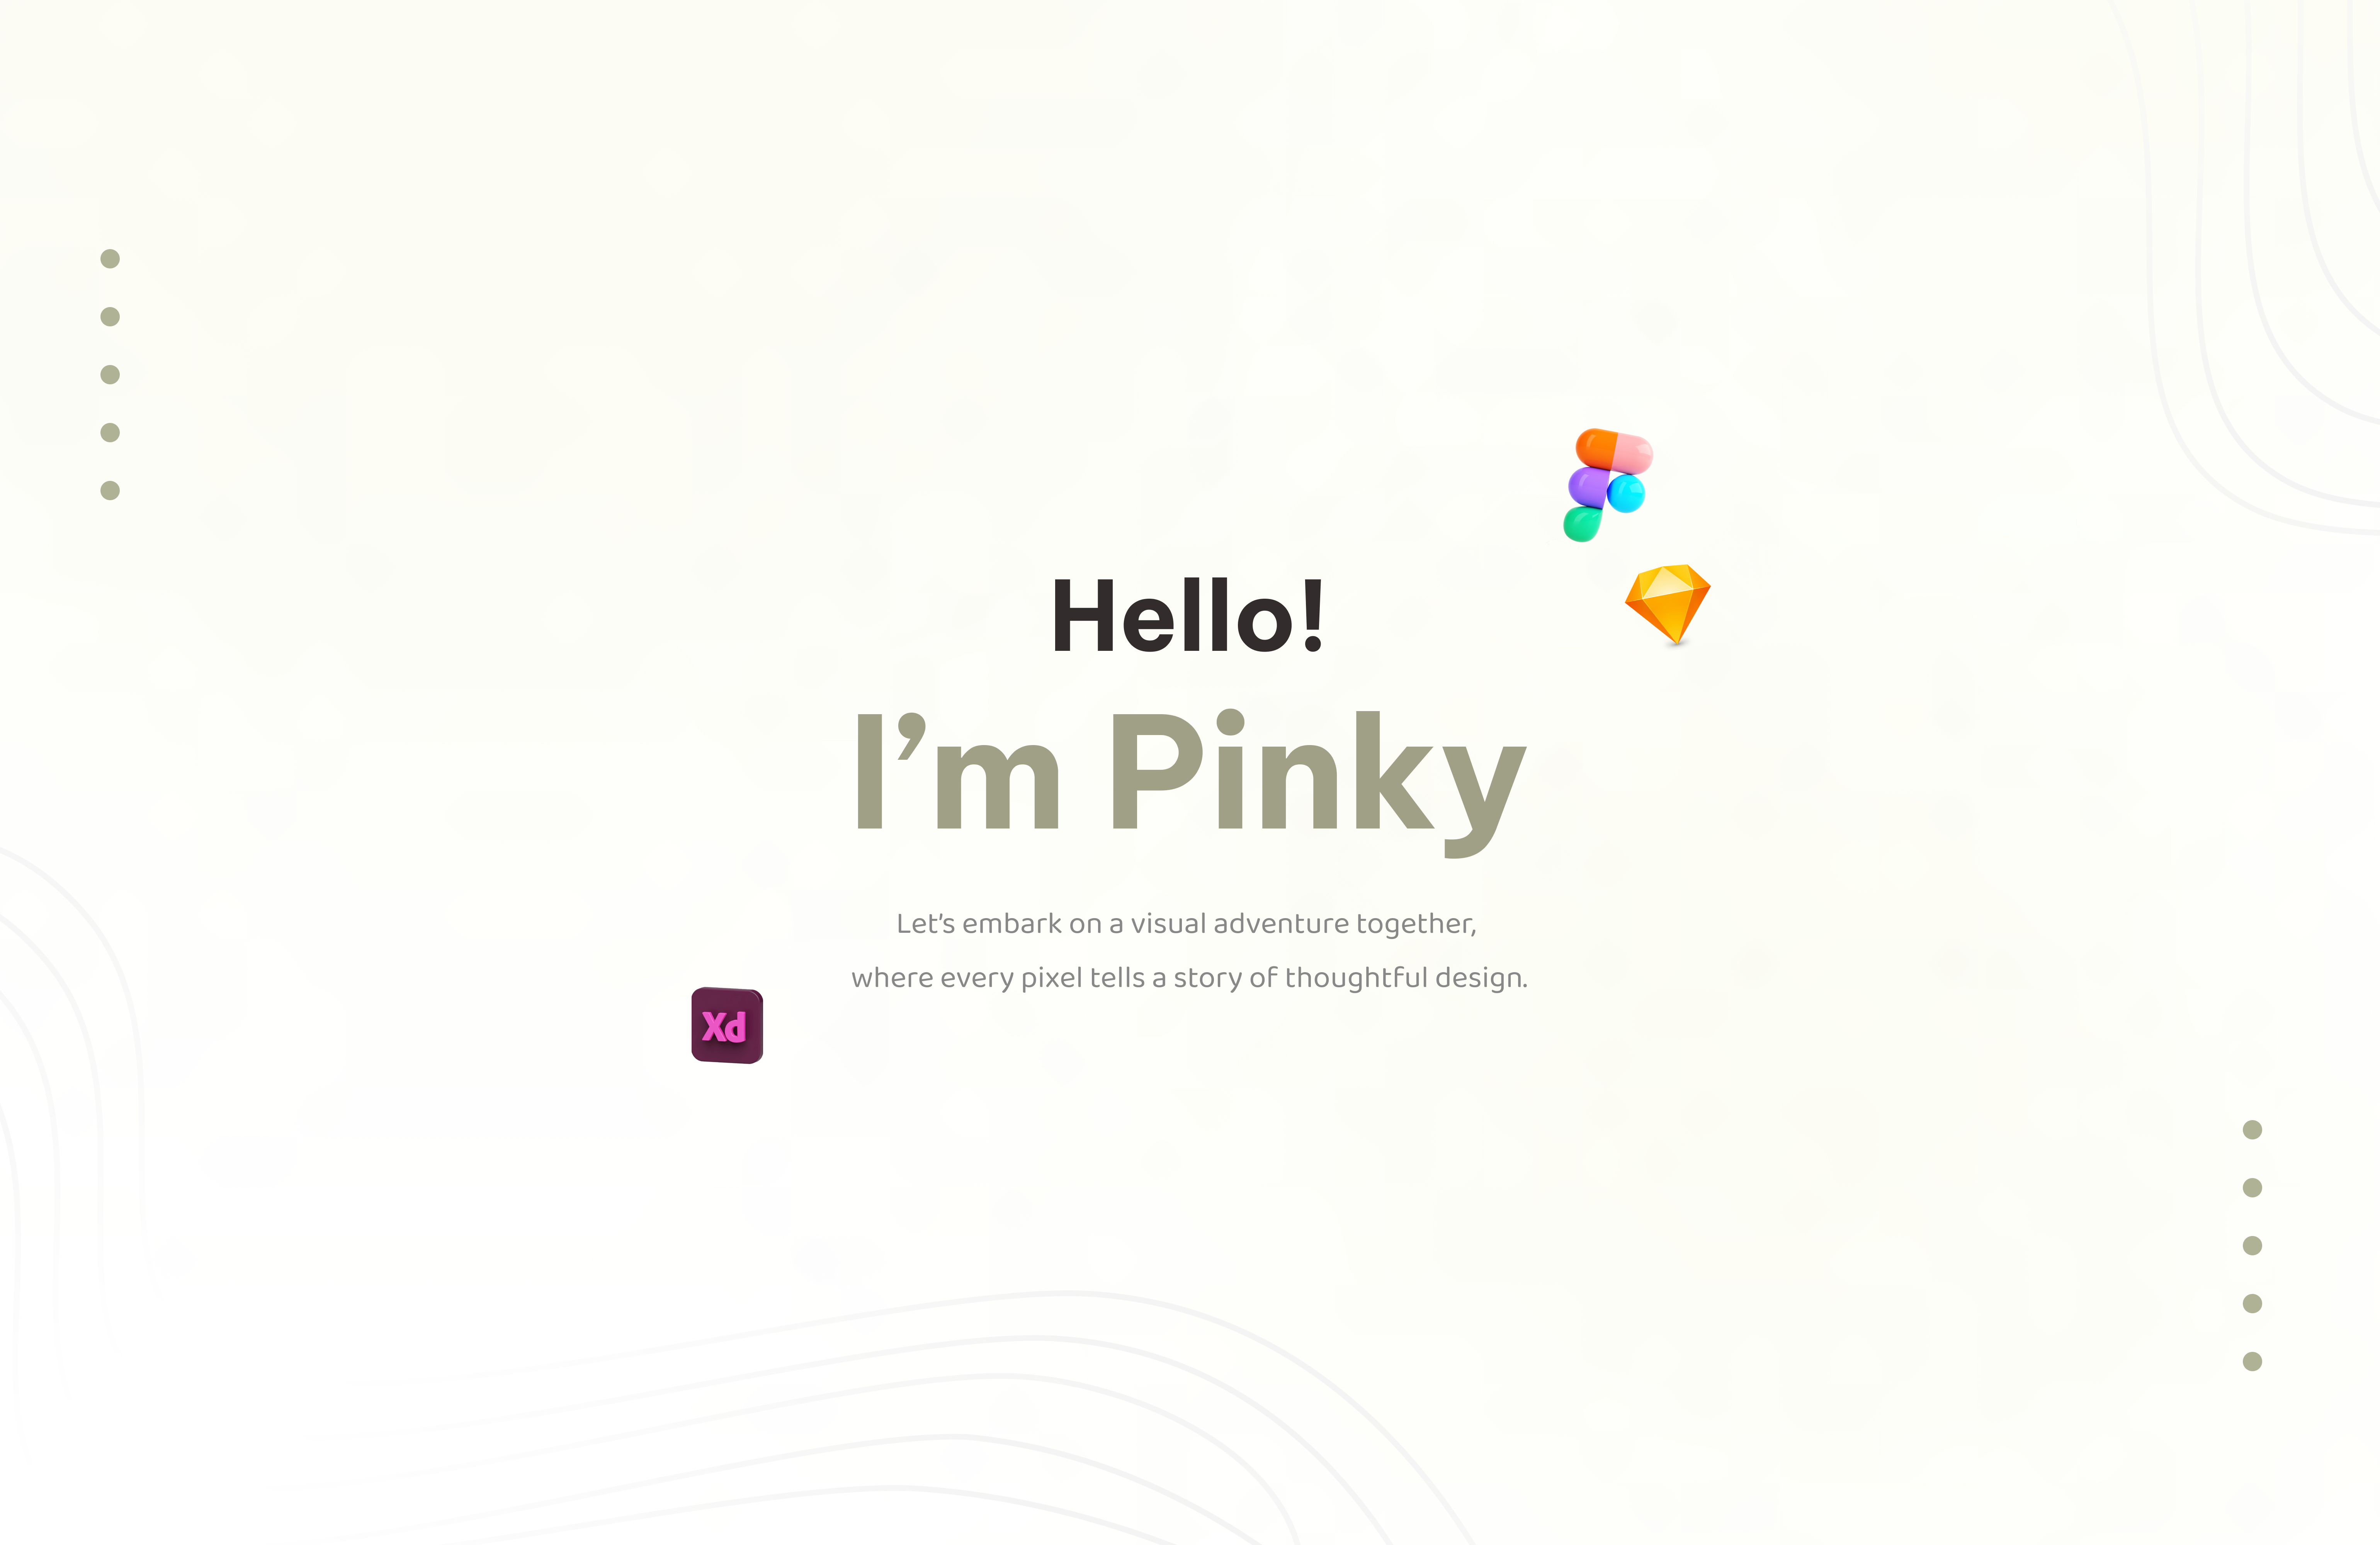 Hello!
I’m Pinky
Let’s embark on a visual adventure together,
where every pixel tells a story of thoughtful design.
Xd